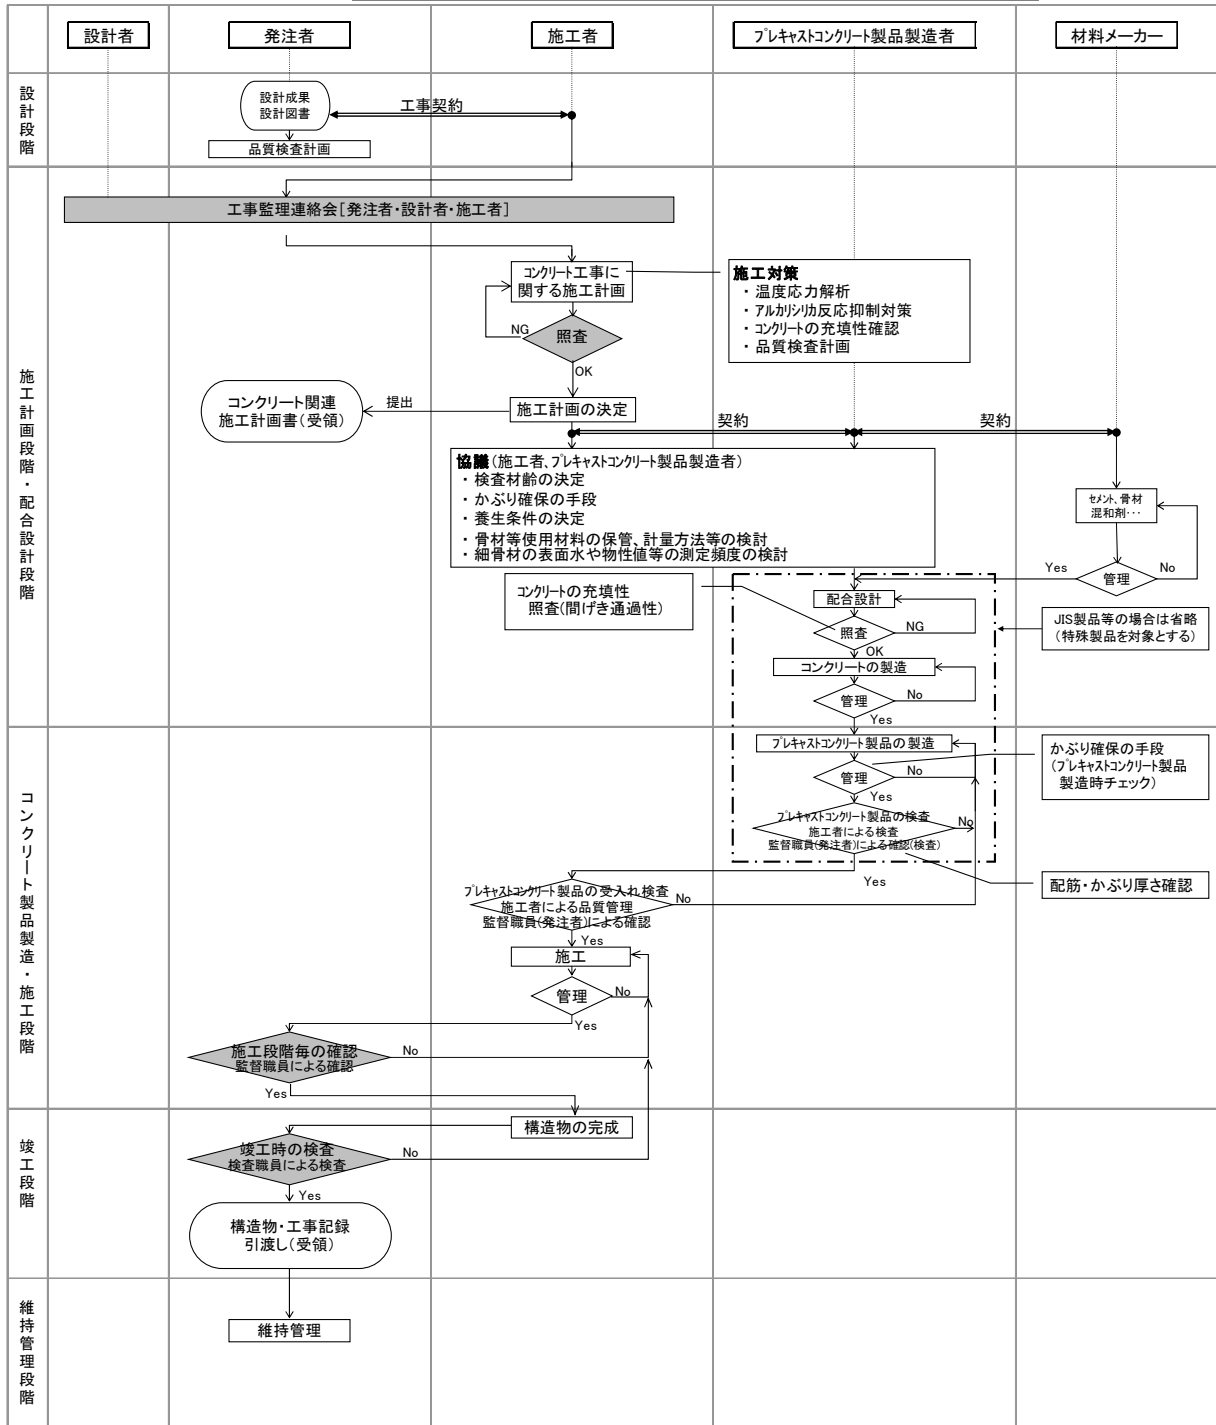 設計者
発注者
施工者
プレキャストコンクリート製品製造者
材料メーカー
設計段階
設計成果
設計図書
工事契約
品質検査計画
施工計画段階・配合設計段階
工事監理連絡会[発注者・設計者・施工者]
コンクリート工事に
関する施工計画
NG
照査
OK
施工対策
・温度応力解析
・アルカリシリカ反応抑制対策
・コンクリートの充填性確認
・品質検査計画
コンクリート関連
施工計画書(受領)
提出
施工計画の決定
契約
契約
協議(施工者、プレキャストコンクリート製品製造者)
・検査材齢の決定
・かぶり確保の手段
・養生条件の決定
・骨材等使用材料の保管、計量方法等の検討
・細骨材の表面水や物性値等の測定頻度の検討
セメント、骨材
混和剤･･･
Yes
管理
No
コンクリートの充填性
照査(間げき通過性)
配合設計
照査
NG
OK
JIS製品等の場合は省略
(特殊製品を対象とする)
コンクリートの製造
管理
No
Yes
コンクリート製品製造・施工段階
プレキャストコンクリート製品の製造
管理
No
Yes
かぶり確保の手段
(プレキャストコンクリート製品
製造時チェック)
プレキャストコンクリート製品の検査
施工者による検査
監督職員(発注者)による確認(検査)
No
Yes
配筋・かぶり厚さ確認
プレキャストコンクリート製品の受入れ検査
施工者による品質管理
監督職員(発注者)による確認
No
Yes
施工
管理
No
Yes
施工段階毎の確認
監督職員による確認
No
Yes
竣工段階
構造物の完成
竣工時の検査
検査職員による検査
No
Yes
構造物・工事記録
引渡し(受領)
維持管理段階
維持管理